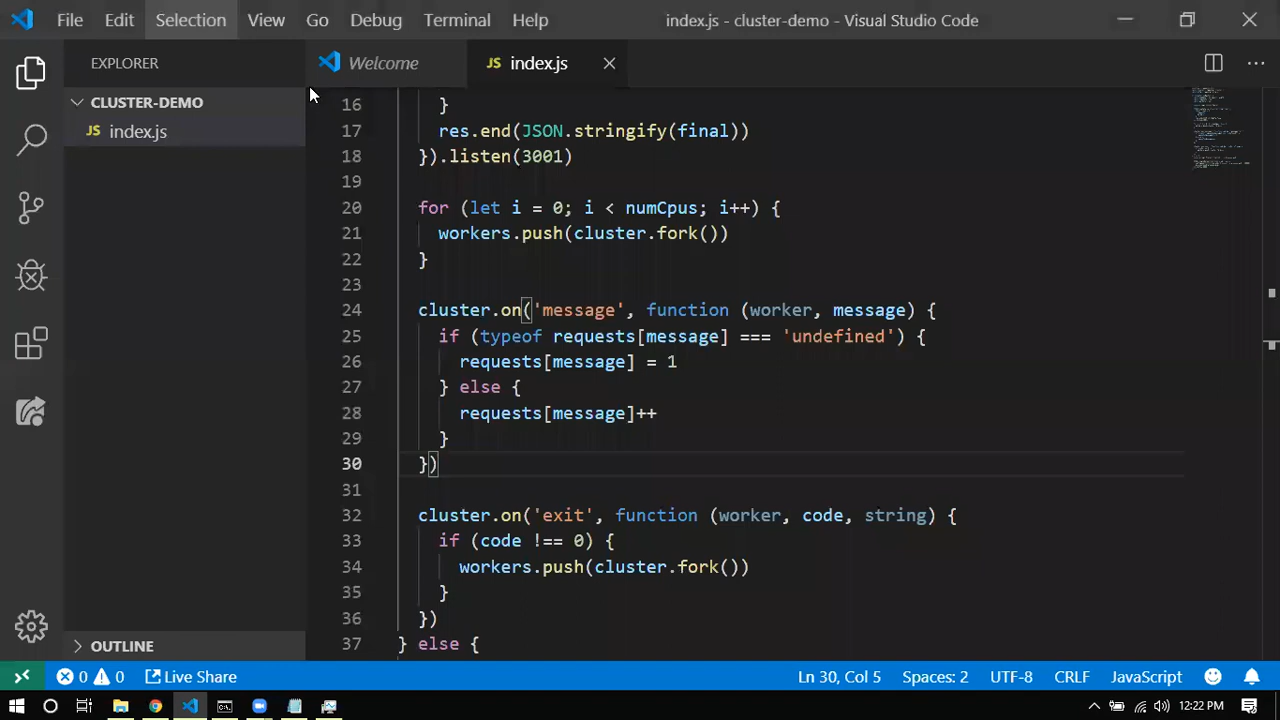 File Edit Selection View Go Debug Terminal Help index.js - cluster-demo - Visual Studio Code
EXPLORER
CLUSTER-DEMO
JS index.js
OUTLINE
Welcome JS index.js
16 }
17 res.end(JSON.stringify(final))
18 }).listen(3001)
19
20 for (let i = 0; i < numCpus; i++) {
21 workers.push(cluster.fork())
22 }
23
24 cluster.on('message', function (worker, message) {
25 if (typeof requests[message] === 'undefined') {
26 requests[message] = 1
27 } else {
28 requests[message]++
29 }
30 })
31
32 cluster.on('exit', function (worker, code, string) {
33 if (code !== 0) {
34 workers.push(cluster.fork())
35 }
36 })
37 } else {
0 0 Live Share Ln 30, Col 5 Spaces: 2 UTF-8 CRLF JavaScript
12:22 PM